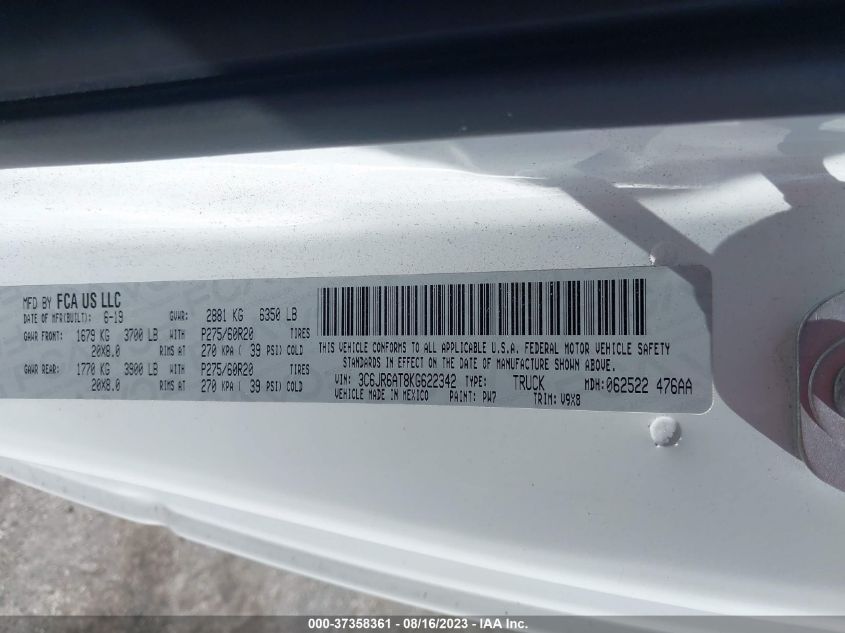 MFD BY FCA US LLC
DATE OF MFR(BUILT): 6-19 GVWR: 2881 KG 6350 LB
GAWR FRONT: 1679 KG 3700 LB WITH P275/60R20 TIRES
20X8.0 RIMS AT 270 KPA ( 39 PSI) COLD
GAWR REAR: 1770 KG 3900 LB WITH P275/60R20 TIRES
20X8.0 RIMS AT 270 KPA ( 39 PSI) COLD
THIS VEHICLE CONFORMS TO ALL APPLICABLE U.S.A. FEDERAL MOTOR VEHICLE SAFETY
STANDARDS IN EFFECT ON THE DATE OF MANUFACTURE SHOWN ABOVE.
VIN: 3C6JR6AT8KG622342 TYPE: TRUCK MDH: 062522 476AA
VEHICLE MADE IN MEXICO PAINT: PW7 TRIM: V9X8
000-37358361 - 08/16/2023 - IAA Inc.